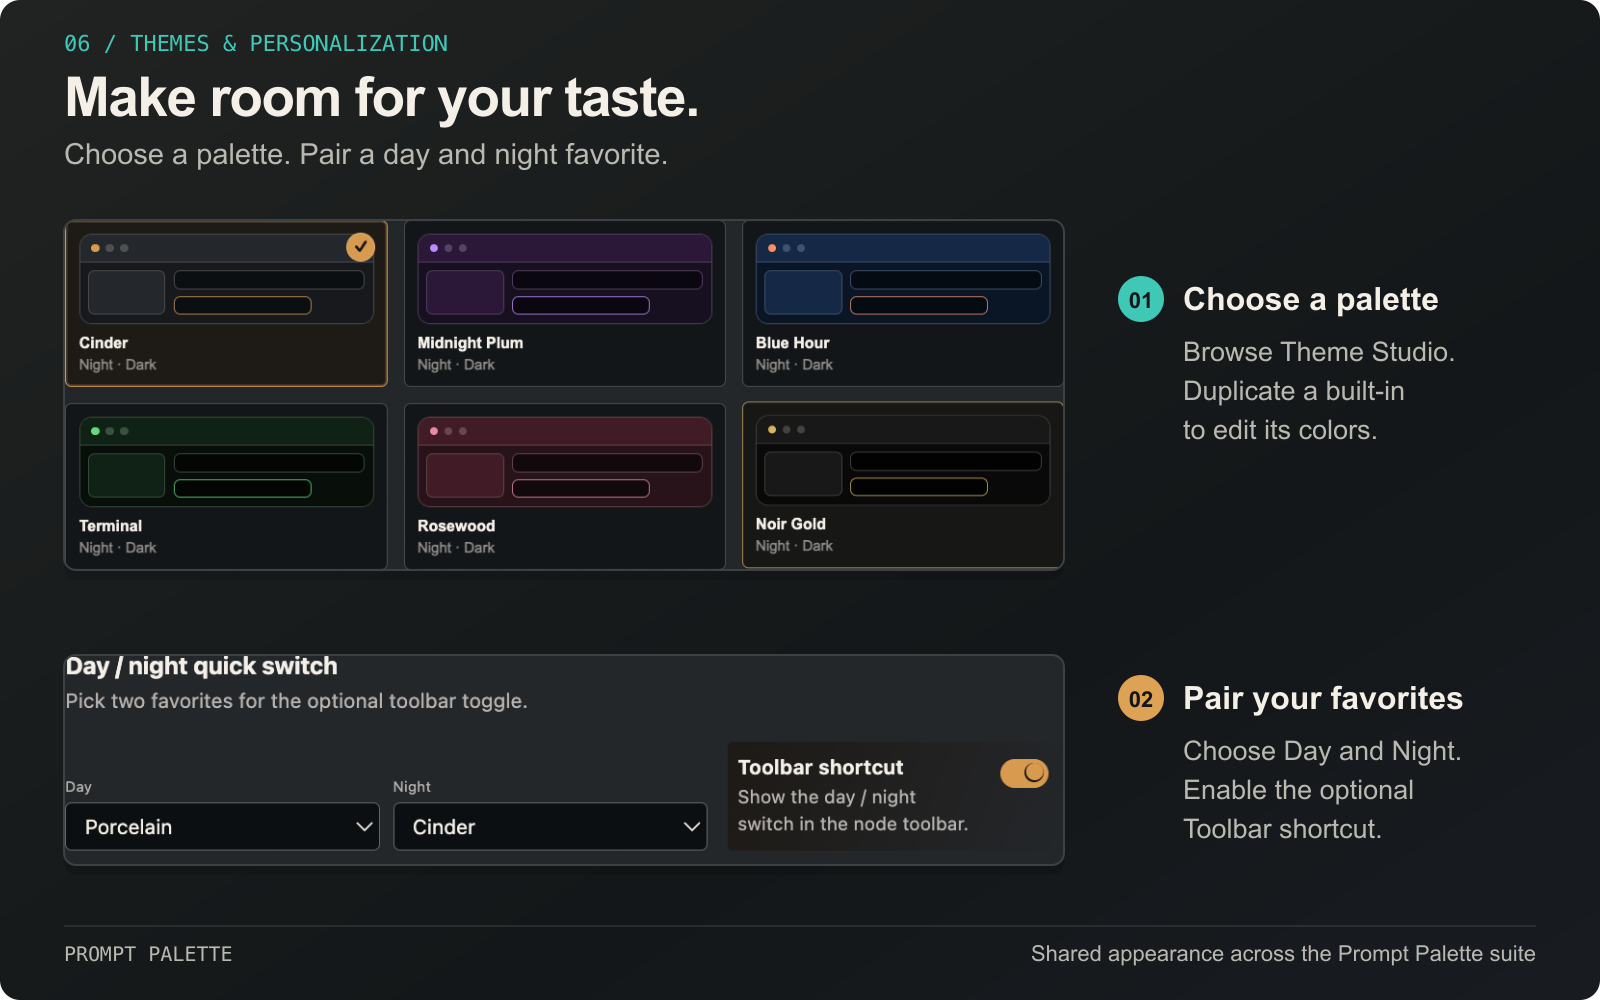 06 / THEMES & PERSONALIZATION
Make room for your taste.
Choose a palette. Pair a day and night favorite.
Cinder
Night · Dark
Midnight Plum
Night · Dark
Blue Hour
Night · Dark
Terminal
Night · Dark
Rosewood
Night · Dark
Noir Gold
Night · Dark
01
Choose a palette
Browse Theme Studio.
Duplicate a built-in
to edit its colors.
Day / night quick switch
Pick two favorites for the optional toolbar toggle.
Day
Porcelain
Night
Cinder
Toolbar shortcut
Show the day / night
switch in the node toolbar.
02
Pair your favorites
Choose Day and Night.
Enable the optional
Toolbar shortcut.
PROMPT PALETTE
Shared appearance across the Prompt Palette suite